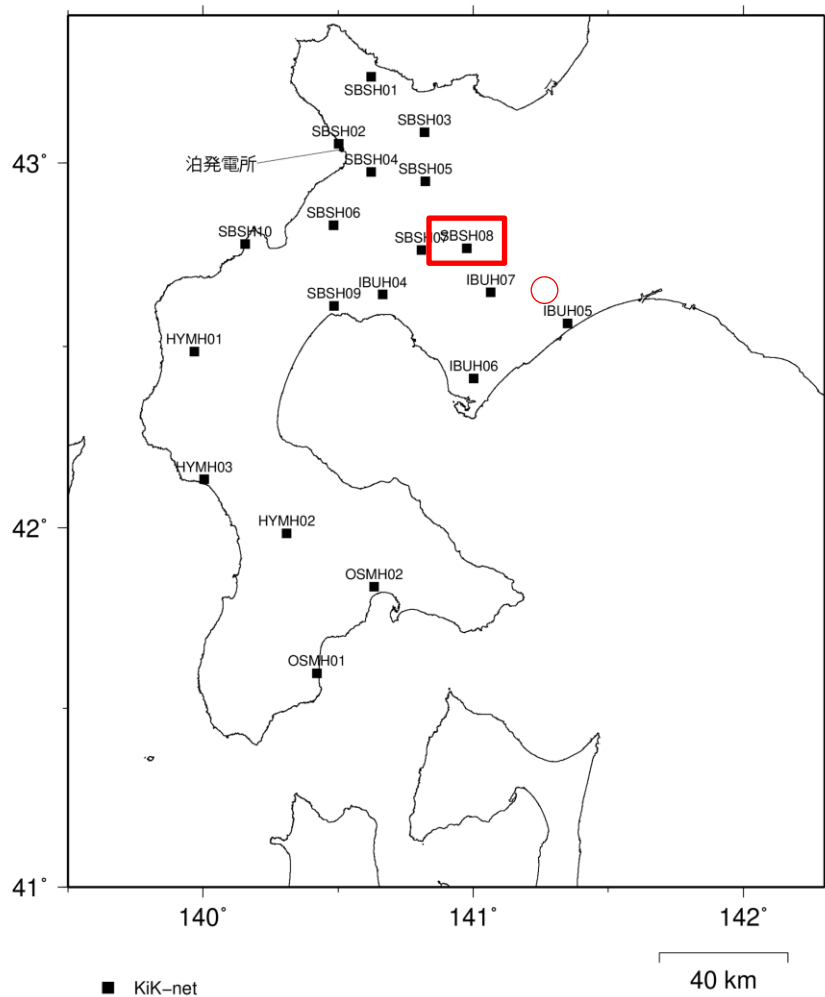 SBSH01
SBSH03
SBSH02
泊発電所
SBSH04
SBSH05
43°
SBSH06
SBSH10
SBSH07
SBSH08
IBUH04
IBUH07
SBSH09
IBUH05
HYMH01
IBUH06
HYMH03
42°
HYMH02
OSMH02
OSMH01
41°
140°
141°
142°
KiK-net
40 km